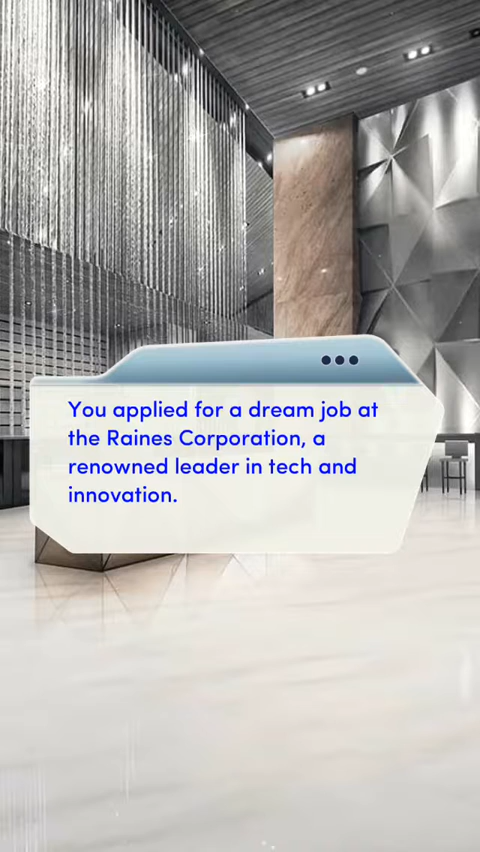 You applied for a dream job at
the Raines Corporation, a
renowned leader in tech and
innovation.